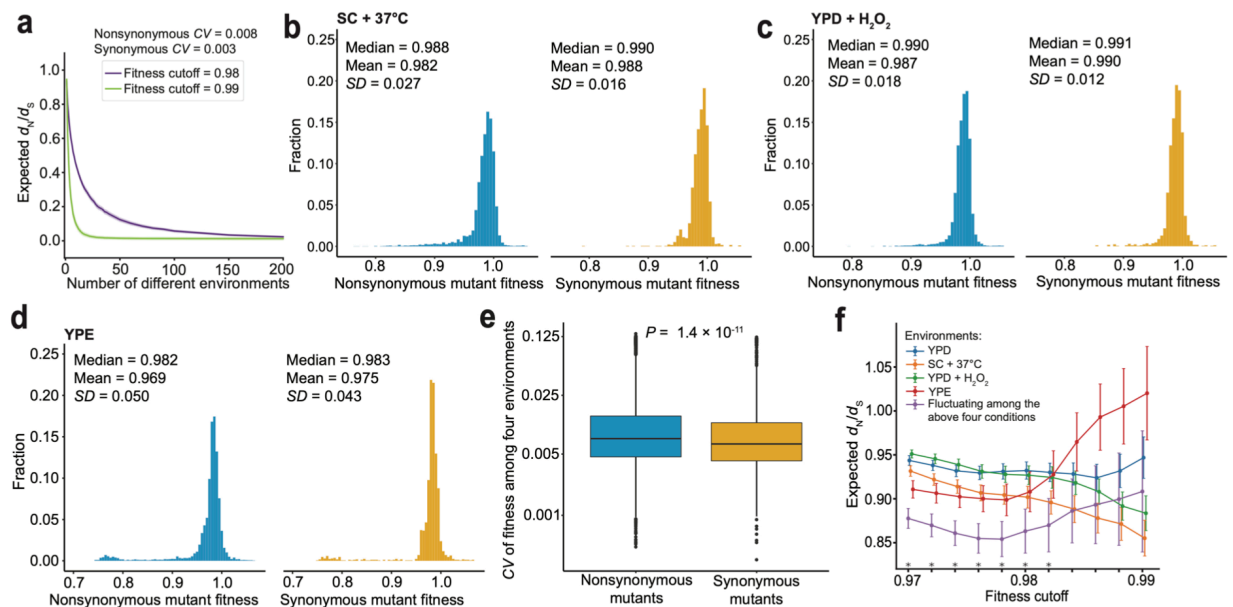 a
Nonsynonymous CV = 0.008
Synonymous CV = 0.003
Fitness cutoff = 0.98
Fitness cutoff = 0.99
Expected dN/dS
1.0
0.8
0.6
0.4
0.2
0.0
0 50 100 150 200
Number of different environments
b
SC + 37°C
Median = 0.988
Mean = 0.982
SD = 0.027
Median = 0.990
Mean = 0.988
SD = 0.016
Fraction
0.25
0.20
0.15
0.10
0.05
0.00
0.8 0.9 1.0
Nonsynonymous mutant fitness
0.8 0.9 1.0
Synonymous mutant fitness
c
YPD + H₂O₂
Median = 0.990
Mean = 0.987
SD = 0.018
Median = 0.991
Mean = 0.990
SD = 0.012
Fraction
0.25
0.20
0.15
0.10
0.05
0.00
0.8 0.9 1.0
Nonsynonymous mutant fitness
0.8 0.9 1.0
Synonymous mutant fitness
d
YPE
Median = 0.982
Mean = 0.969
SD = 0.050
Median = 0.983
Mean = 0.975
SD = 0.043
Fraction
0.25
0.20
0.15
0.10
0.05
0.00
0.7 0.8 0.9 1.0
Nonsynonymous mutant fitness
0.7 0.8 0.9 1.0
Synonymous mutant fitness
e
P = 1.4 × 10⁻¹¹
CV of fitness among four environments
0.125
0.025
0.005
0.001
Nonsynonymous
mutants
Synonymous
mutants
f
Environments:
YPD
SC + 37°C
YPD + H₂O₂
YPE
Fluctuating among the
above four conditions
Expected dN/dS
1.05
1.00
0.95
0.90
0.85
* * * * * * *
0.97 0.98 0.99
Fitness cutoff